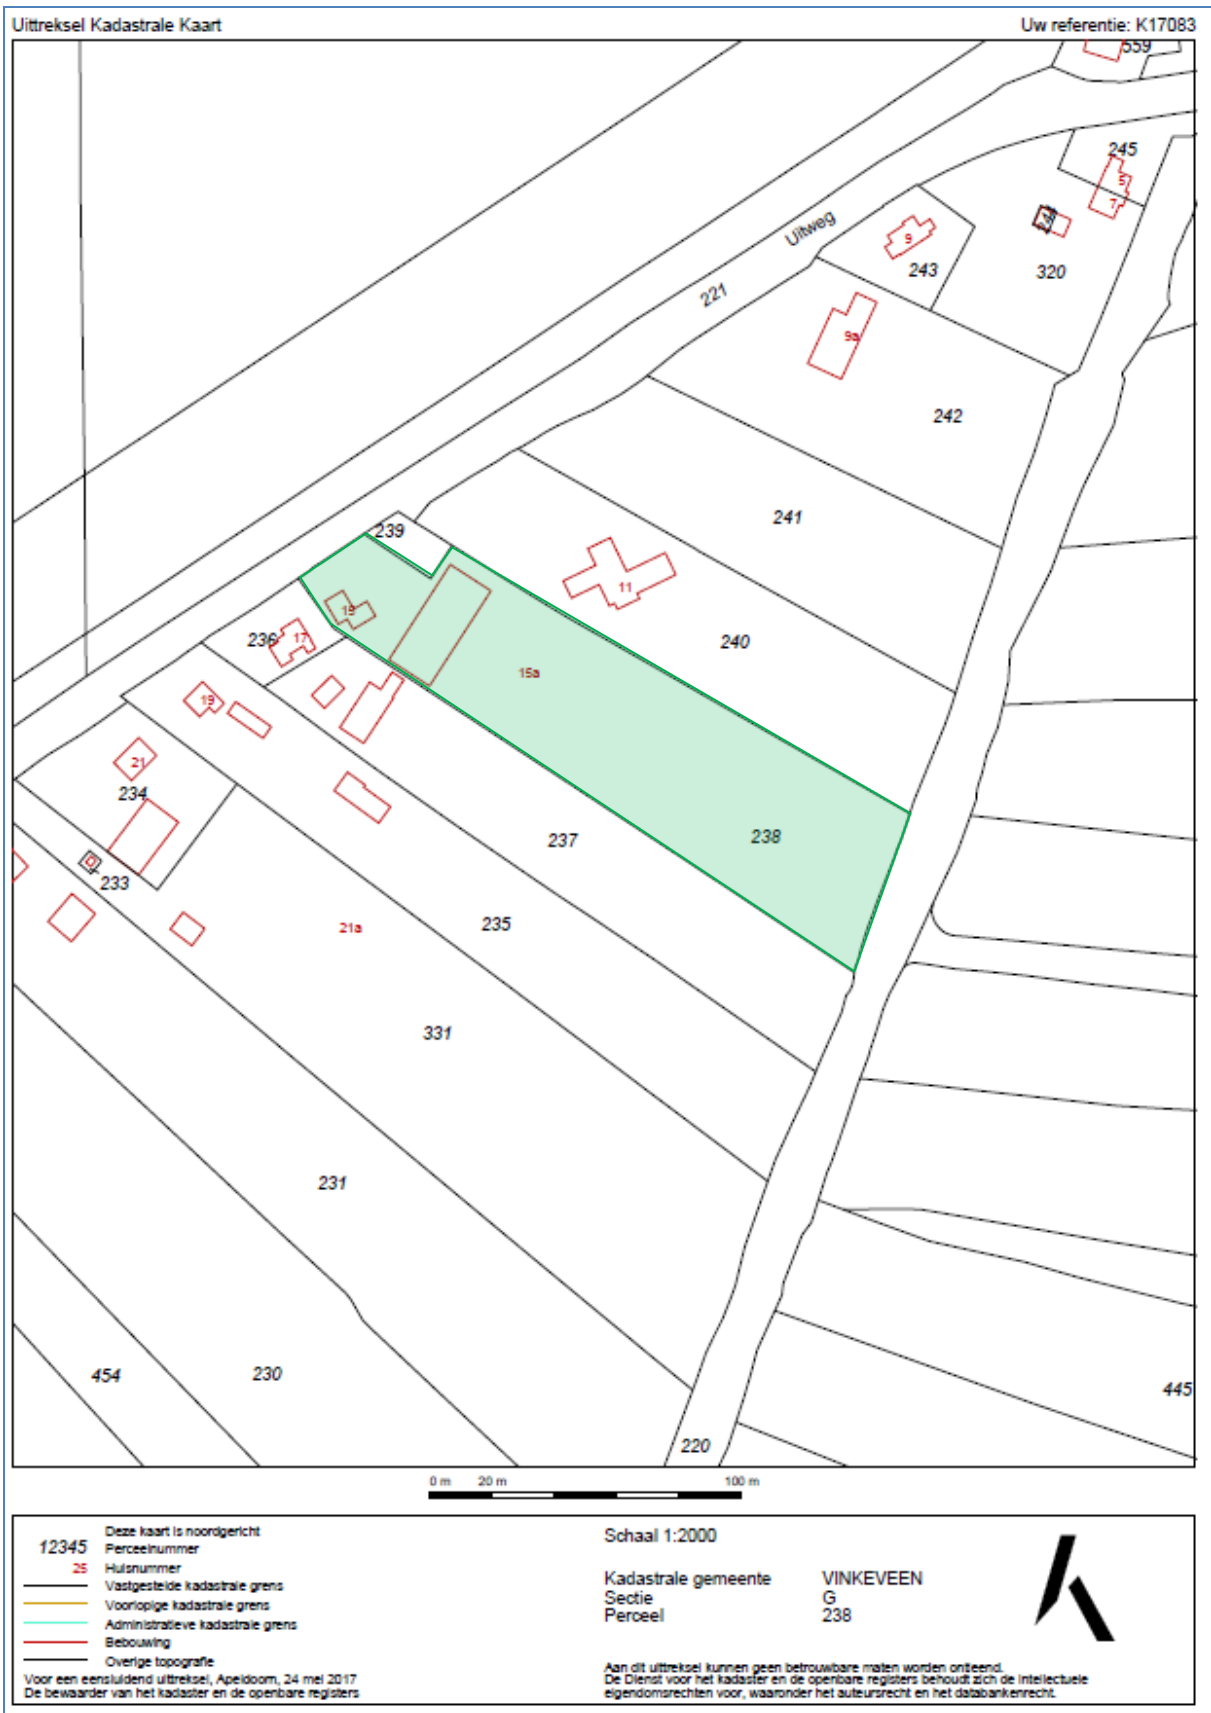 Uittreksel Kadastrale Kaart
Uw referentie: K17083
559
245
5
7
244
Uitweg
9
243
320
221
9a
242
241
239
11
15
240
236
17
15a
19
21
234
238
237
233
21a
235
331
231
454
230
445
220
0 m 20 m 100 m
Deze kaart is noordgericht
12345 Perceelnummer
25 Huisnummer
Vastgestelde kadastrale grens
Voorlopige kadastrale grens
Administratieve kadastrale grens
Bebouwing
Overige topografie
Voor een eensluidend uittreksel, Apeldoorn, 24 mei 2017
De bewaarder van het kadaster en de openbare registers
Schaal 1:2000
Kadastrale gemeente VINKEVEEN
Sectie G
Perceel 238
Aan dit uittreksel kunnen geen betrouwbare maten worden ontleend.
De Dienst voor het kadaster en de openbare registers behoudt zich de intellectuele
eigendomsrechten voor, waaronder het auteursrecht en het databankenrecht.